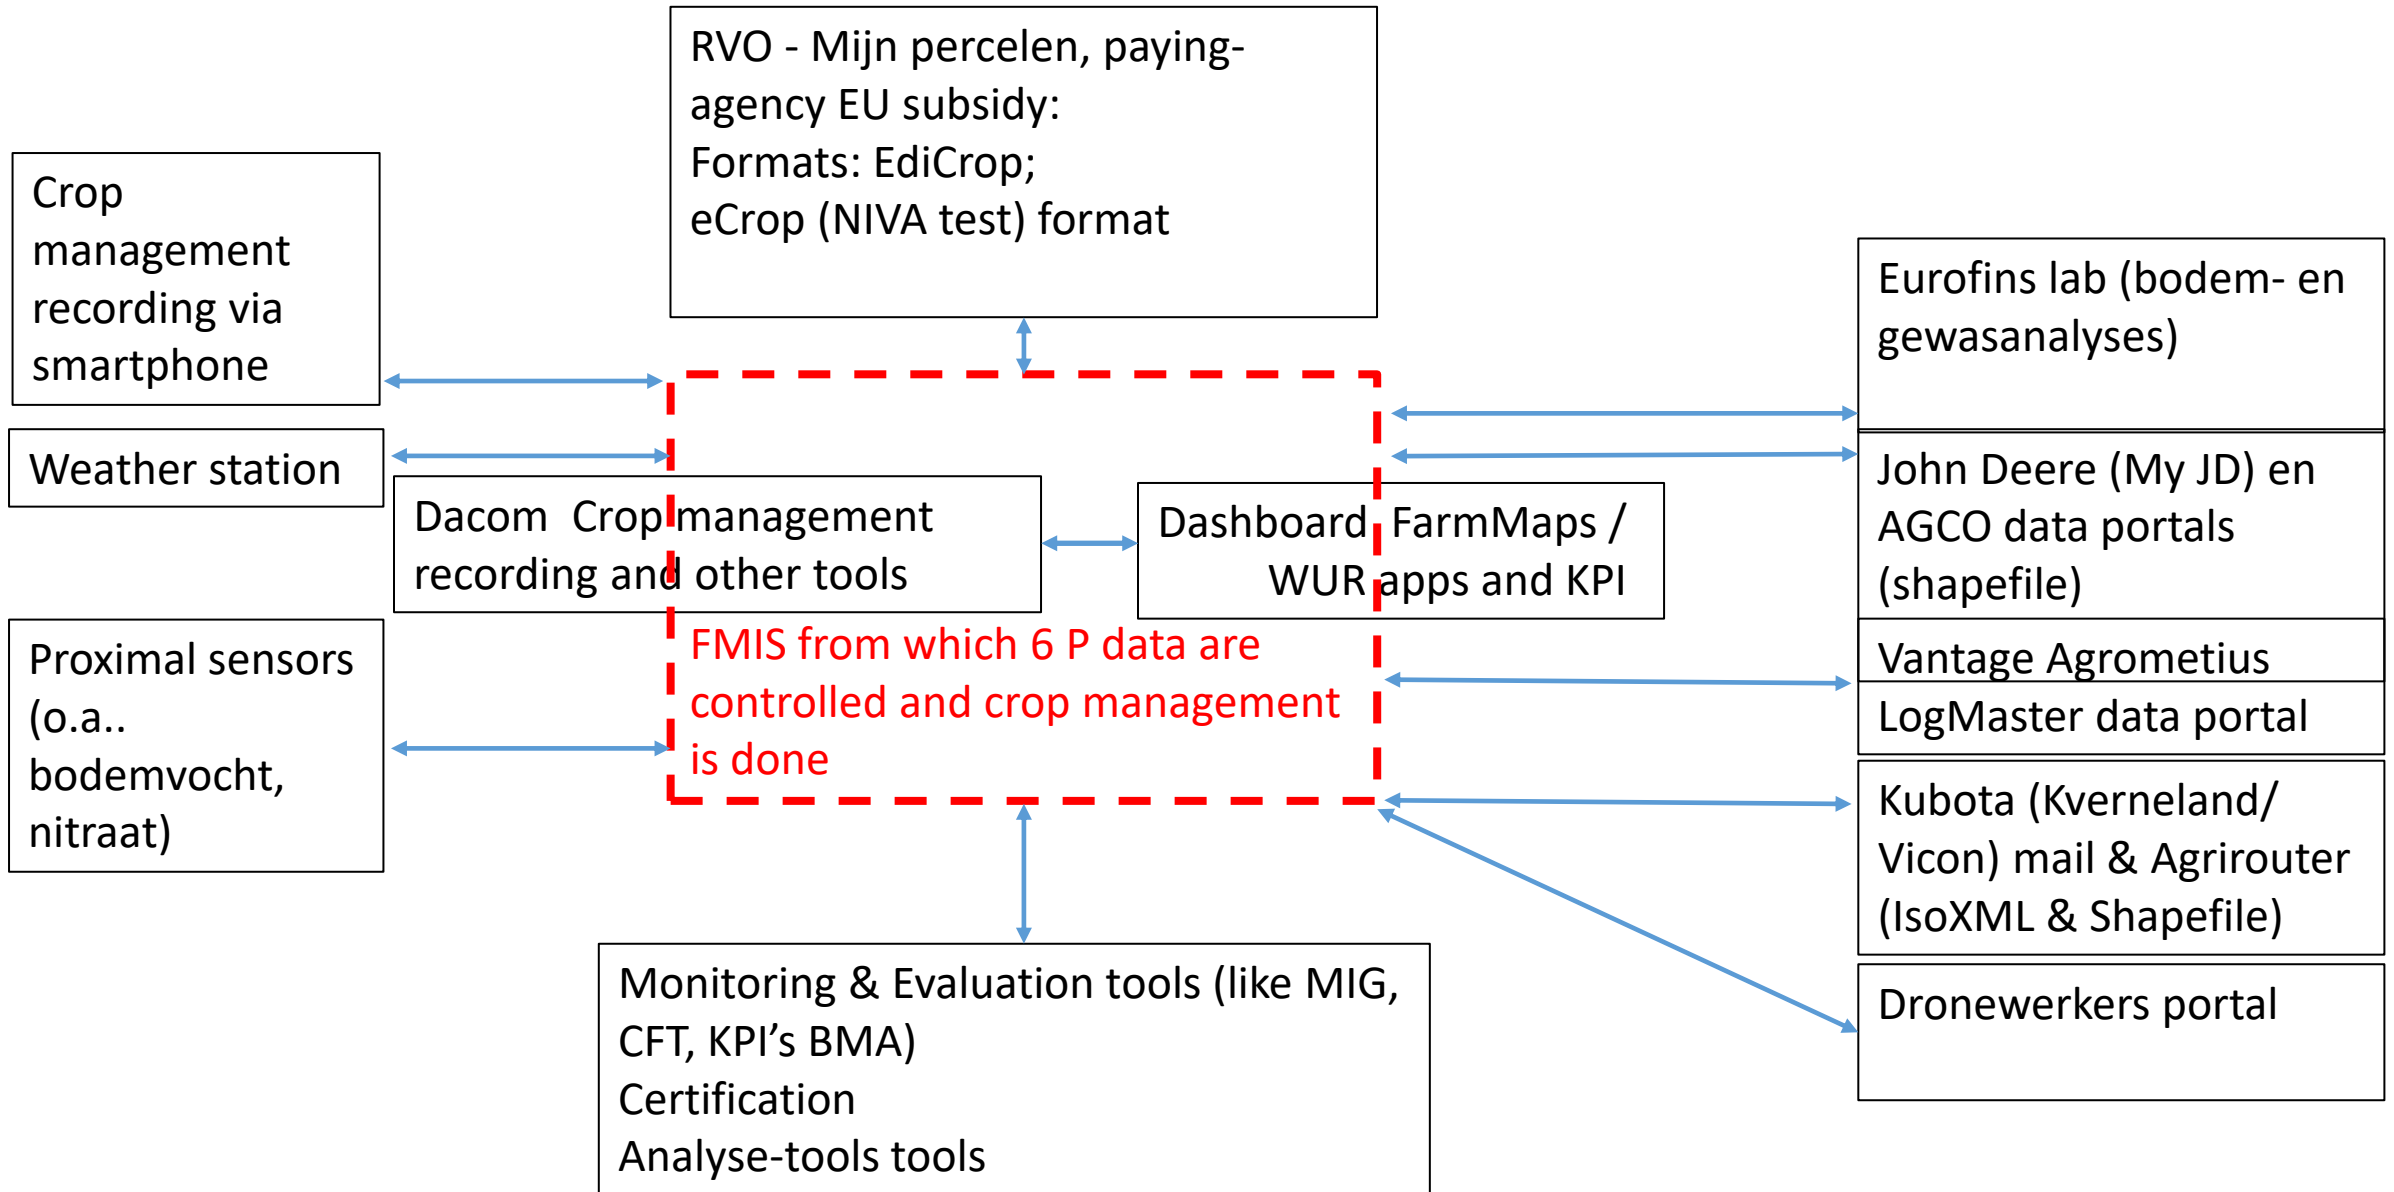 RVO - Mijn percelen, paying-
agency EU subsidy:
Formats: EdiCrop;
eCrop (NIVA test) format
Crop
management
recording via
smartphone
Weather station
Proximal sensors
(o.a..
bodemvocht,
nitraat)
Dacom  Crop management
recording and other tools
Dashboard  FarmMaps /
WUR apps and KPI
FMIS from which 6 P data are
controlled and crop management
is done
Eurofins lab (bodem- en
gewasanalyses)
John Deere (My JD) en
AGCO data portals
(shapefile)
Vantage Agrometius
LogMaster data portal
Kubota (Kverneland/
Vicon) mail & Agrirouter
(IsoXML & Shapefile)
Dronewerkers portal
Monitoring & Evaluation tools (like MIG,
CFT, KPI’s BMA)
Certification
Analyse-tools tools